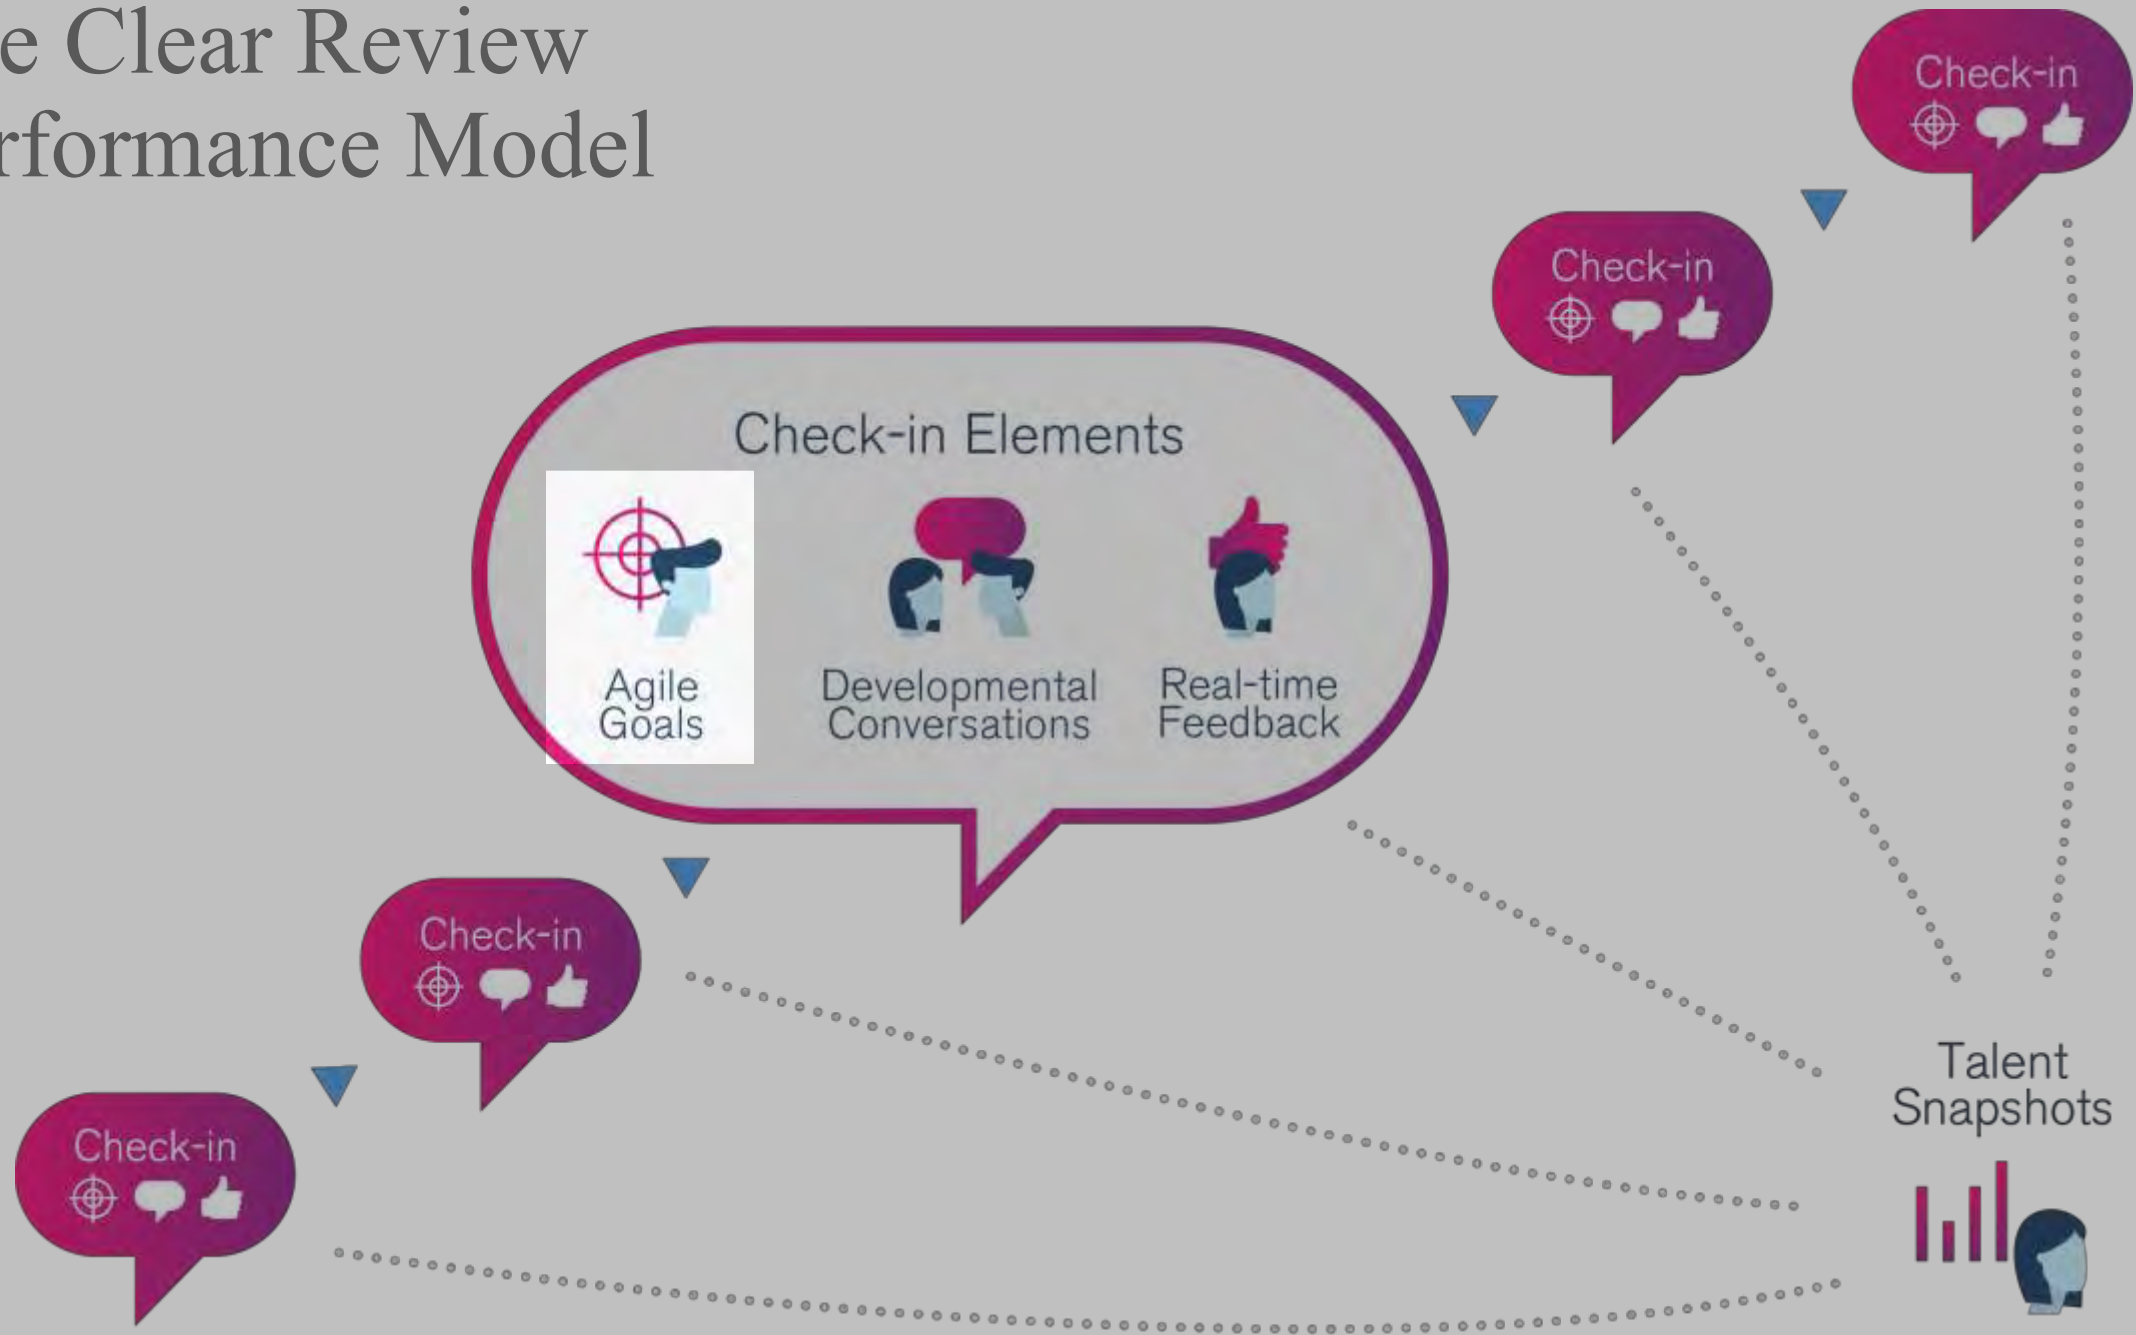 e Clear Review
rformance Model
Check-in
Check-in
Check-in Elements
Agile
Goals
Developmental
Conversations
Real-time
Feedback
Check-in
Check-in
Talent
Snapshots